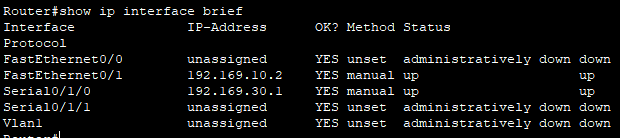 Router#show ip interface brief
Interface IP-Address OK? Method Status
Protocol
FastEthernet0/0 unassigned YES unset administratively down down
FastEthernet0/1 192.169.10.2 YES manual up up
Serial0/1/0 192.169.30.1 YES manual up up
Serial0/1/1 unassigned YES unset administratively down down
Vlan1 unassigned YES unset administratively down down
Router#